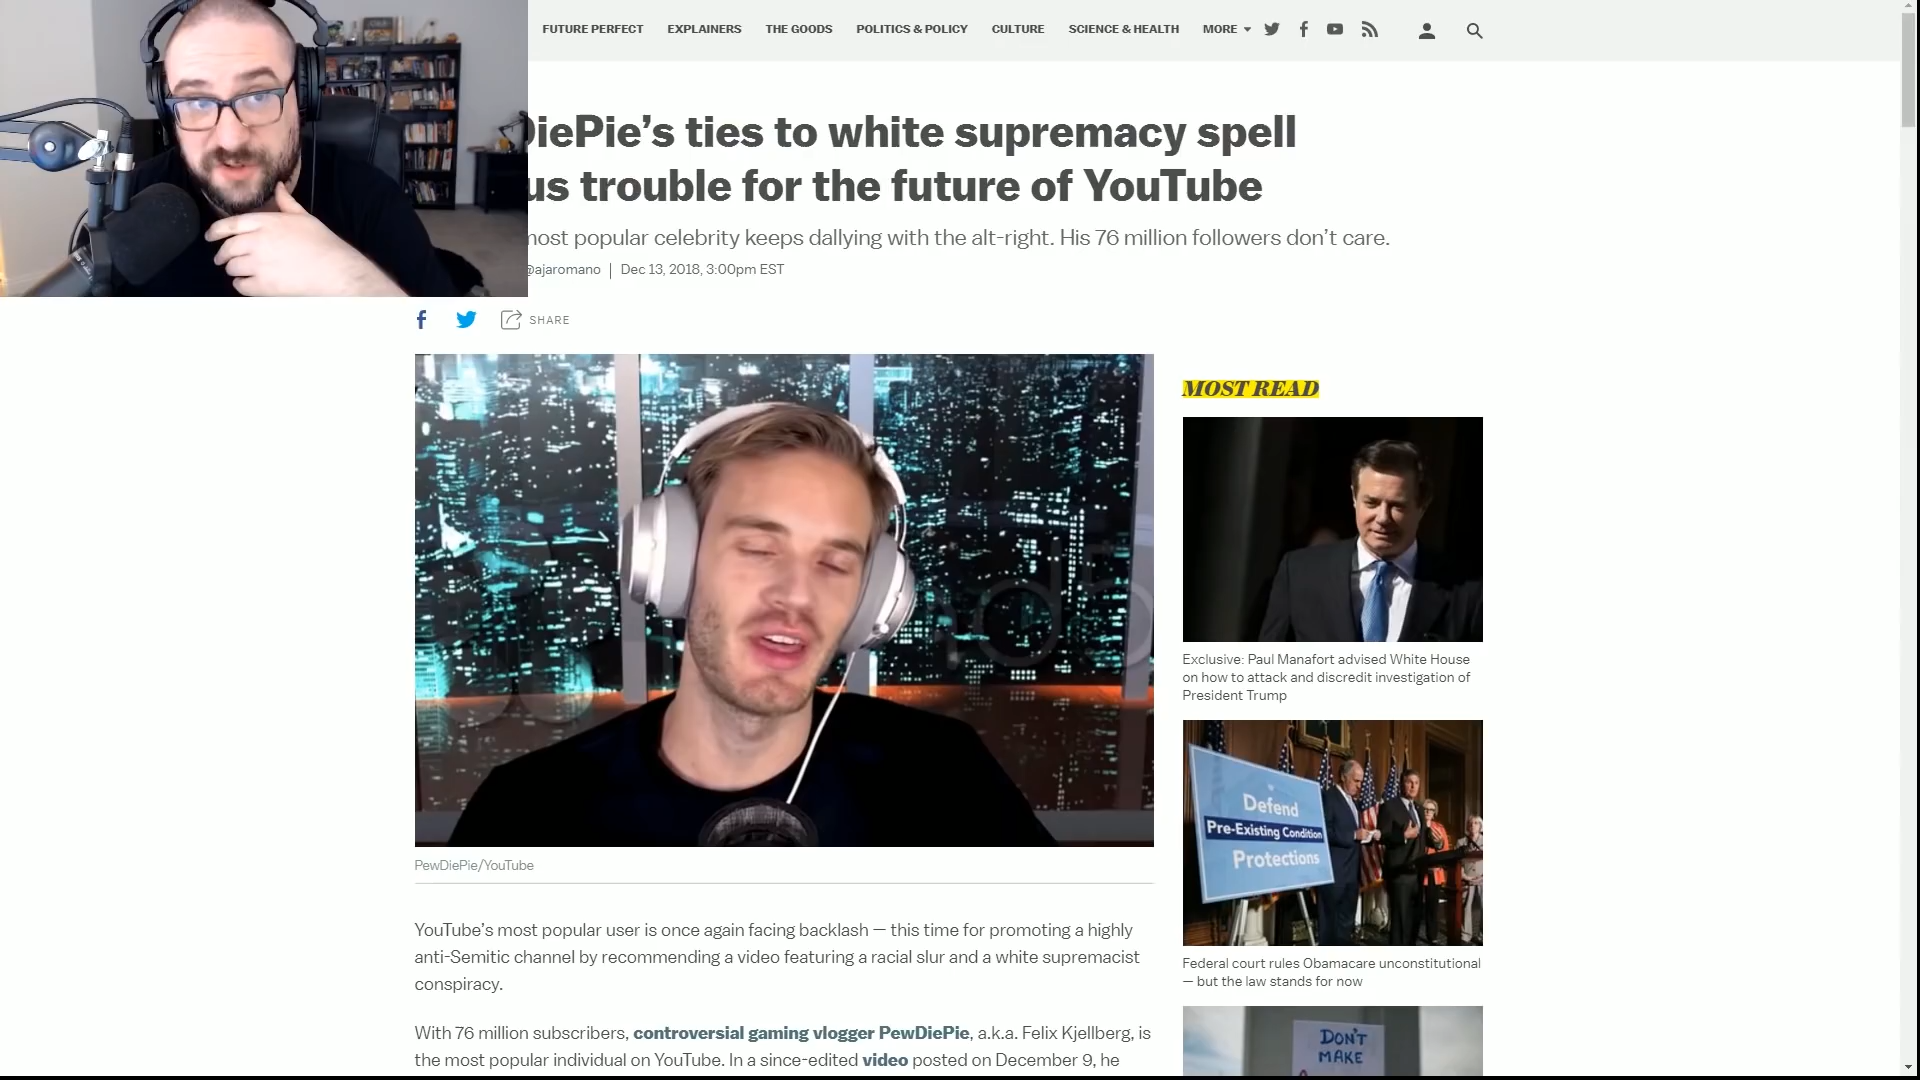 FUTURE PERFECT EXPLAINERS THE GOODS POLITICS & POLICY CULTURE SCIENCE & HEALTH MORE
DiePie’s ties to white supremacy spell
us trouble for the future of YouTube
most popular celebrity keeps dallying with the alt-right. His 76 million followers don’t care.
@ajaromano | Dec 13, 2018, 3:00pm EST
SHARE
PewDiePie/YouTube
YouTube’s most popular user is once again facing backlash — this time for promoting a highly
anti-Semitic channel by recommending a video featuring a racial slur and a white supremacist
conspiracy.
With 76 million subscribers, controversial gaming vlogger PewDiePie, a.k.a. Felix Kjellberg, is
the most popular individual on YouTube. In a since-edited video posted on December 9, he
MOST READ
Exclusive: Paul Manafort advised White House
on how to attack and discredit investigation of
President Trump
Defend
Pre-Existing Condition
Protections
Federal court rules Obamacare unconstitutional
— but the law stands for now
DON'T
MAKE